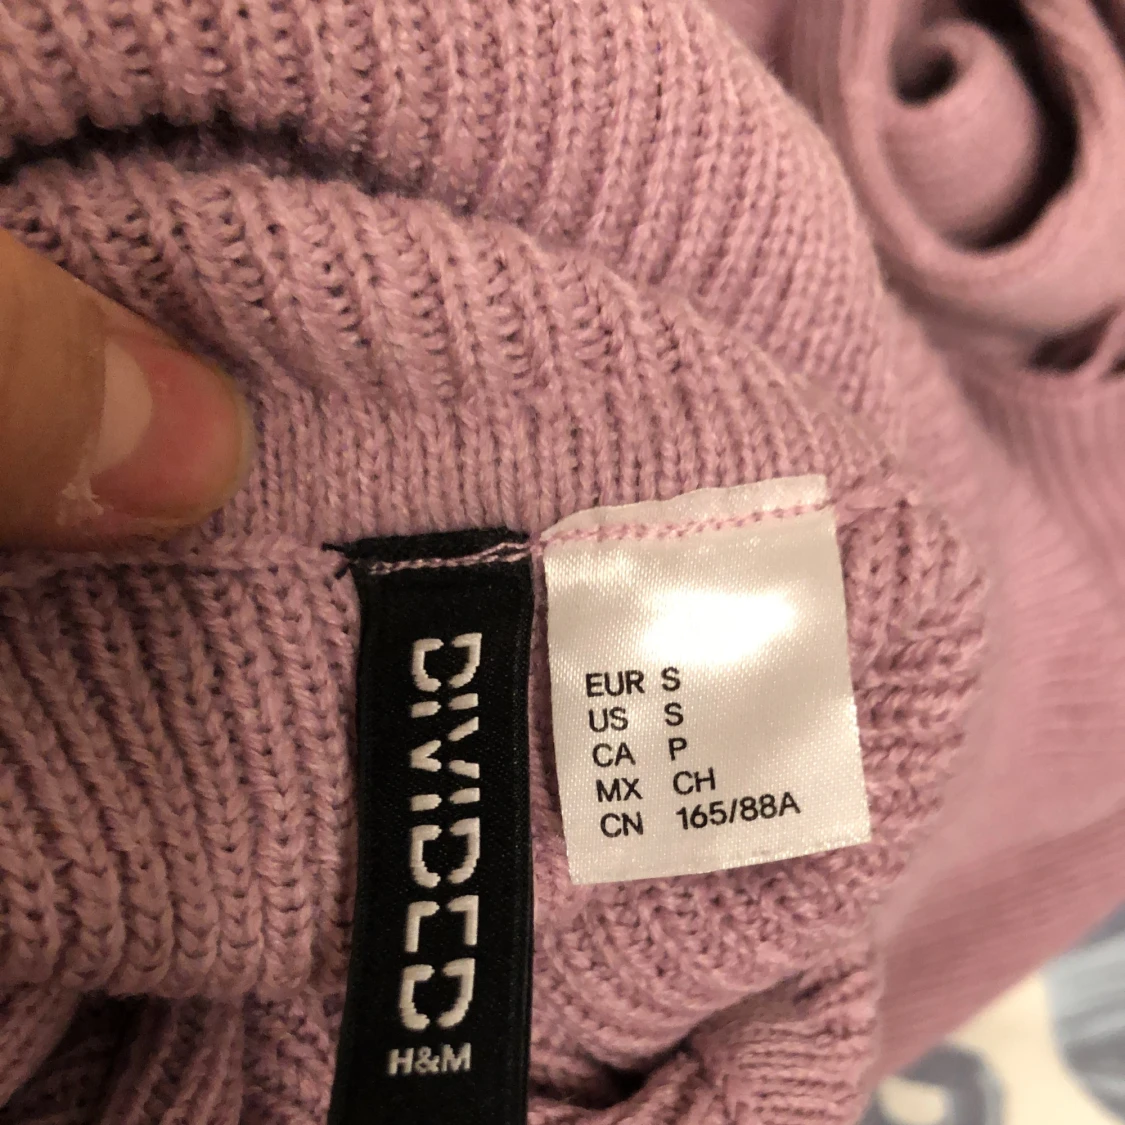 DIVIDED
H&M
EUR S
US S
CA P
MX CH
CN 165/88A